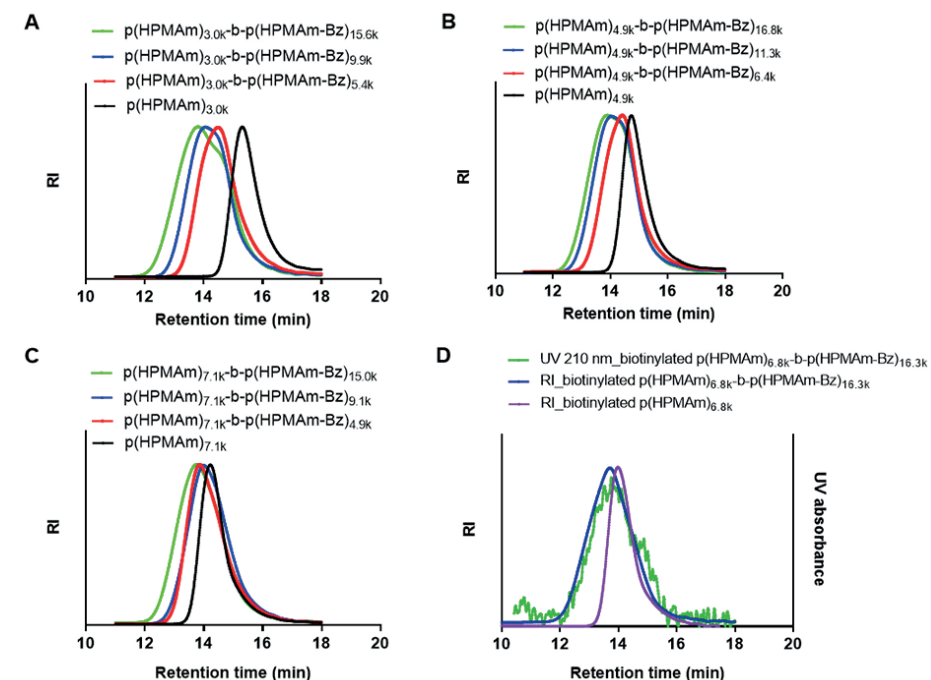 A
p(HPMAm)3.0k-b-p(HPMAm-Bz)15.6k
p(HPMAm)3.0k-b-p(HPMAm-Bz)9.9k
p(HPMAm)3.0k-b-p(HPMAm-Bz)5.4k
p(HPMAm)3.0k
RI
10 12 14 16 18 20
Retention time (min)
B
p(HPMAm)4.9k-b-p(HPMAm-Bz)16.8k
p(HPMAm)4.9k-b-p(HPMAm-Bz)11.3k
p(HPMAm)4.9k-b-p(HPMAm-Bz)6.4k
p(HPMAm)4.9k
RI
10 12 14 16 18 20
Retention time (min)
C
p(HPMAm)7.1k-b-p(HPMAm-Bz)15.0k
p(HPMAm)7.1k-b-p(HPMAm-Bz)9.1k
p(HPMAm)7.1k-b-p(HPMAm-Bz)4.9k
p(HPMAm)7.1k
RI
10 12 14 16 18 20
Retention time (min)
D
UV 210 nm_biotinylated p(HPMAm)6.8k-b-p(HPMAm-Bz)16.3k
RI_biotinylated p(HPMAm)6.8k-b-p(HPMAm-Bz)16.3k
RI_biotinylated p(HPMAm)6.8k
RI
UV absorbance
10 12 14 16 18 20
Retention time (min)